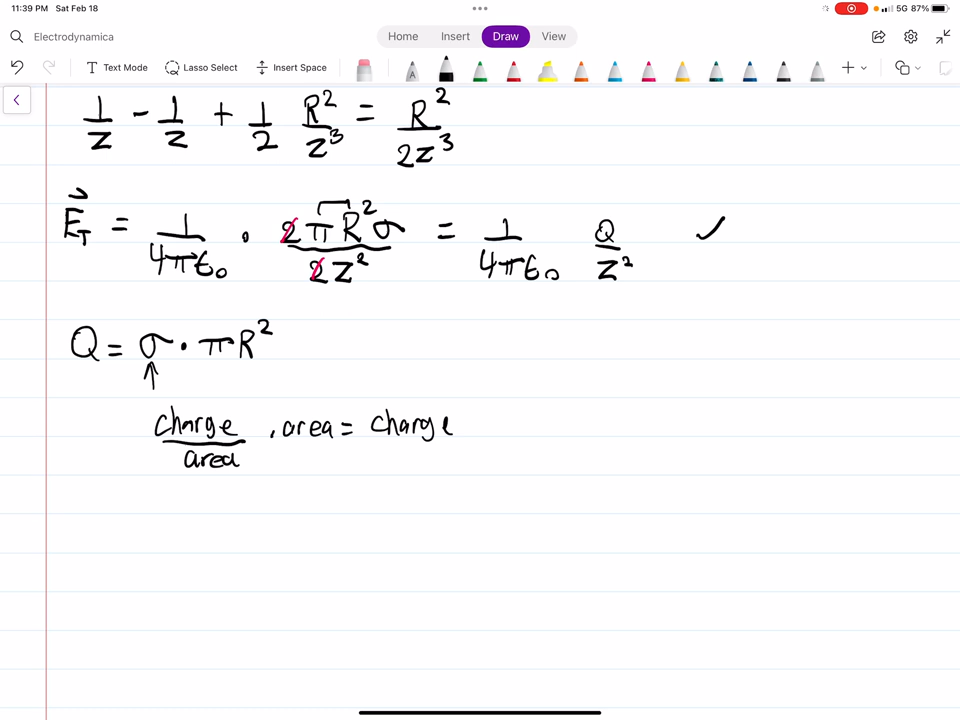 11:39 PM Sat Feb 18 5G 87%
Electrodynamica Home Insert Draw View
A Text Mode Lasso Select Insert Space
1/z - 1/z + 1/2 R²/z³ = R²/2z³
E⃗_T = 1/4πε₀ · 2πR²σ/2z² = 1/4πε₀ Q/z² ✓
Q = σ · πR²
↑
charge/area . area = charge